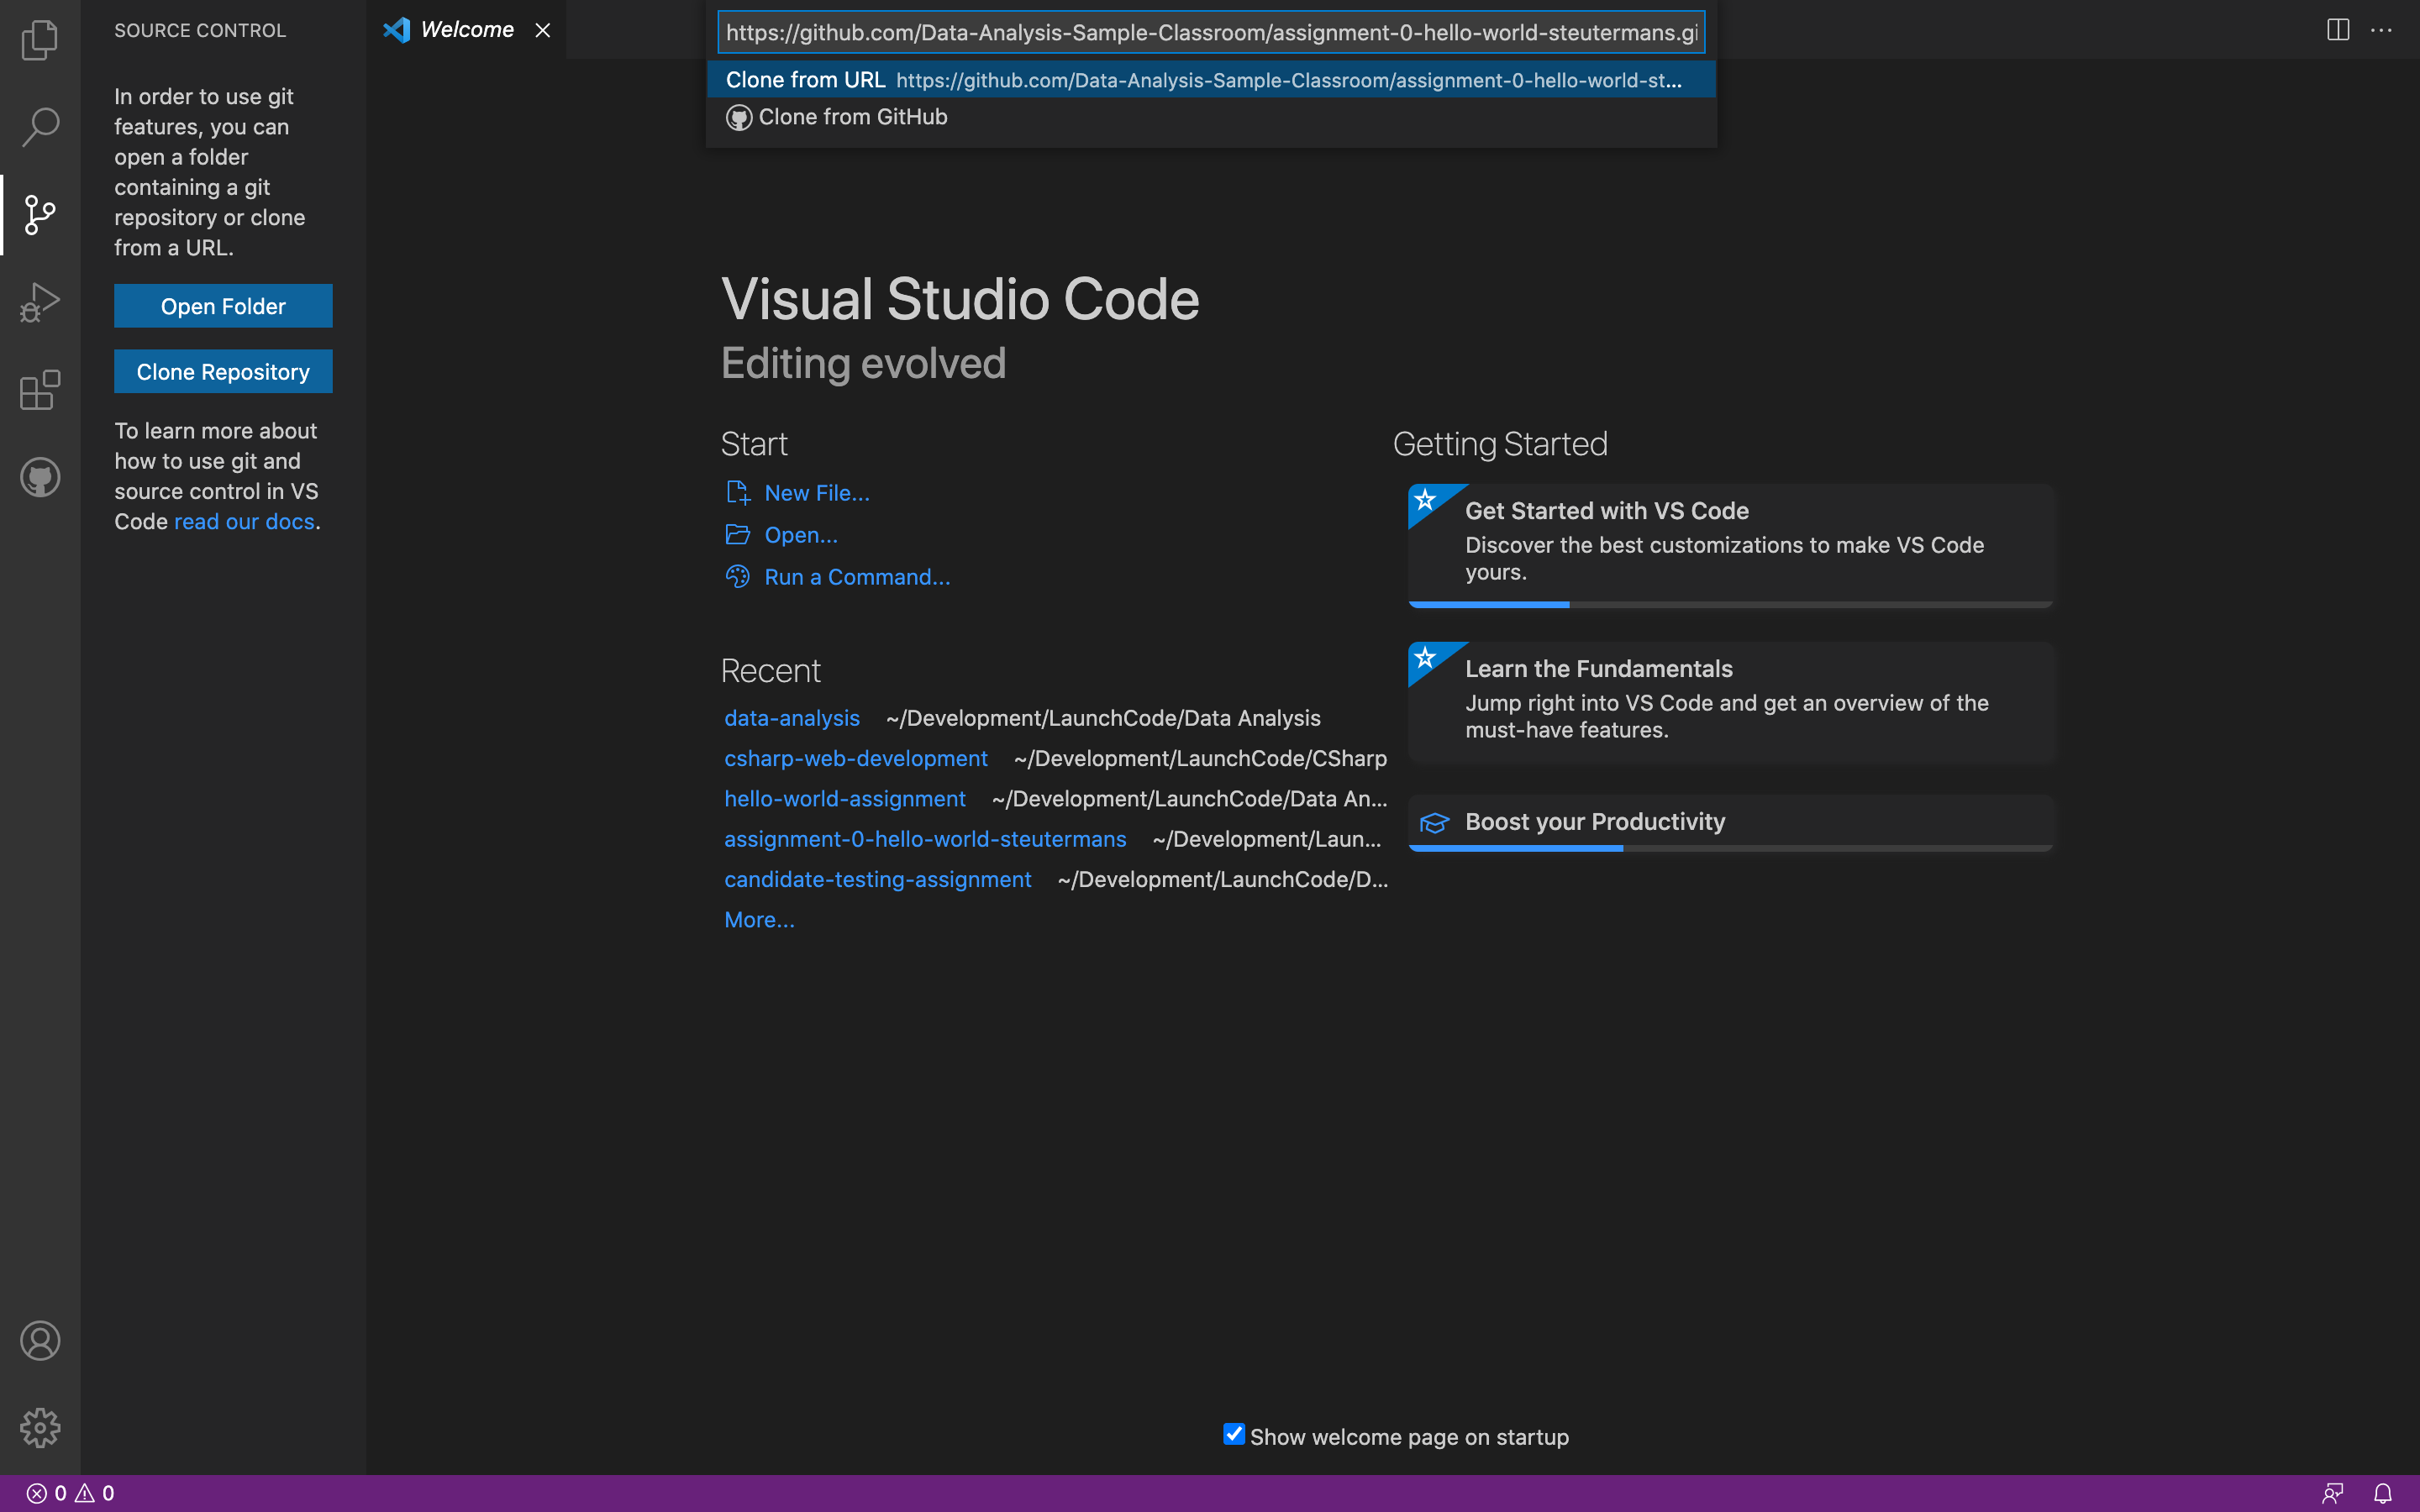 SOURCE CONTROL
In order to use git
features, you can
open a folder
containing a git
repository or clone
from a URL.
Open Folder
Clone Repository
To learn more about
how to use git and
source control in VS
Code read our docs.
Welcome
https://github.com/Data-Analysis-Sample-Classroom/assignment-0-hello-world-steutermans.gi
Clone from URL https://github.com/Data-Analysis-Sample-Classroom/assignment-0-hello-world-st...
Clone from GitHub
Visual Studio Code
Editing evolved
Start
New File...
Open...
Run a Command...
Recent
data-analysis ~/Development/LaunchCode/Data Analysis
csharp-web-development ~/Development/LaunchCode/CSharp
hello-world-assignment ~/Development/LaunchCode/Data An...
assignment-0-hello-world-steutermans ~/Development/Laun...
candidate-testing-assignment ~/Development/LaunchCode/D...
More...
Getting Started
Get Started with VS Code
Discover the best customizations to make VS Code
yours.
Learn the Fundamentals
Jump right into VS Code and get an overview of the
must-have features.
Boost your Productivity
Show welcome page on startup
0 0